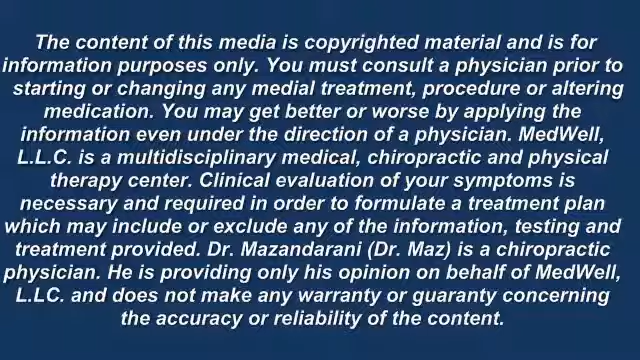 The content of this media is copyrighted material and is for
information purposes only. You must consult a physician prior to
starting or changing any medial treatment, procedure or altering
medication. You may get better or worse by applying the
information even under the direction of a physician. MedWell,
L.L.C. is a multidisciplinary medical, chiropractic and physical
therapy center. Clinical evaluation of your symptoms is
necessary and required in order to formulate a treatment plan
which may include or exclude any of the information, testing and
treatment provided. Dr. Mazandarani (Dr. Maz) is a chiropractic
physician. He is providing only his opinion on behalf of MedWell,
L.LC. and does not make any warranty or guaranty concerning
the accuracy or reliability of the content.